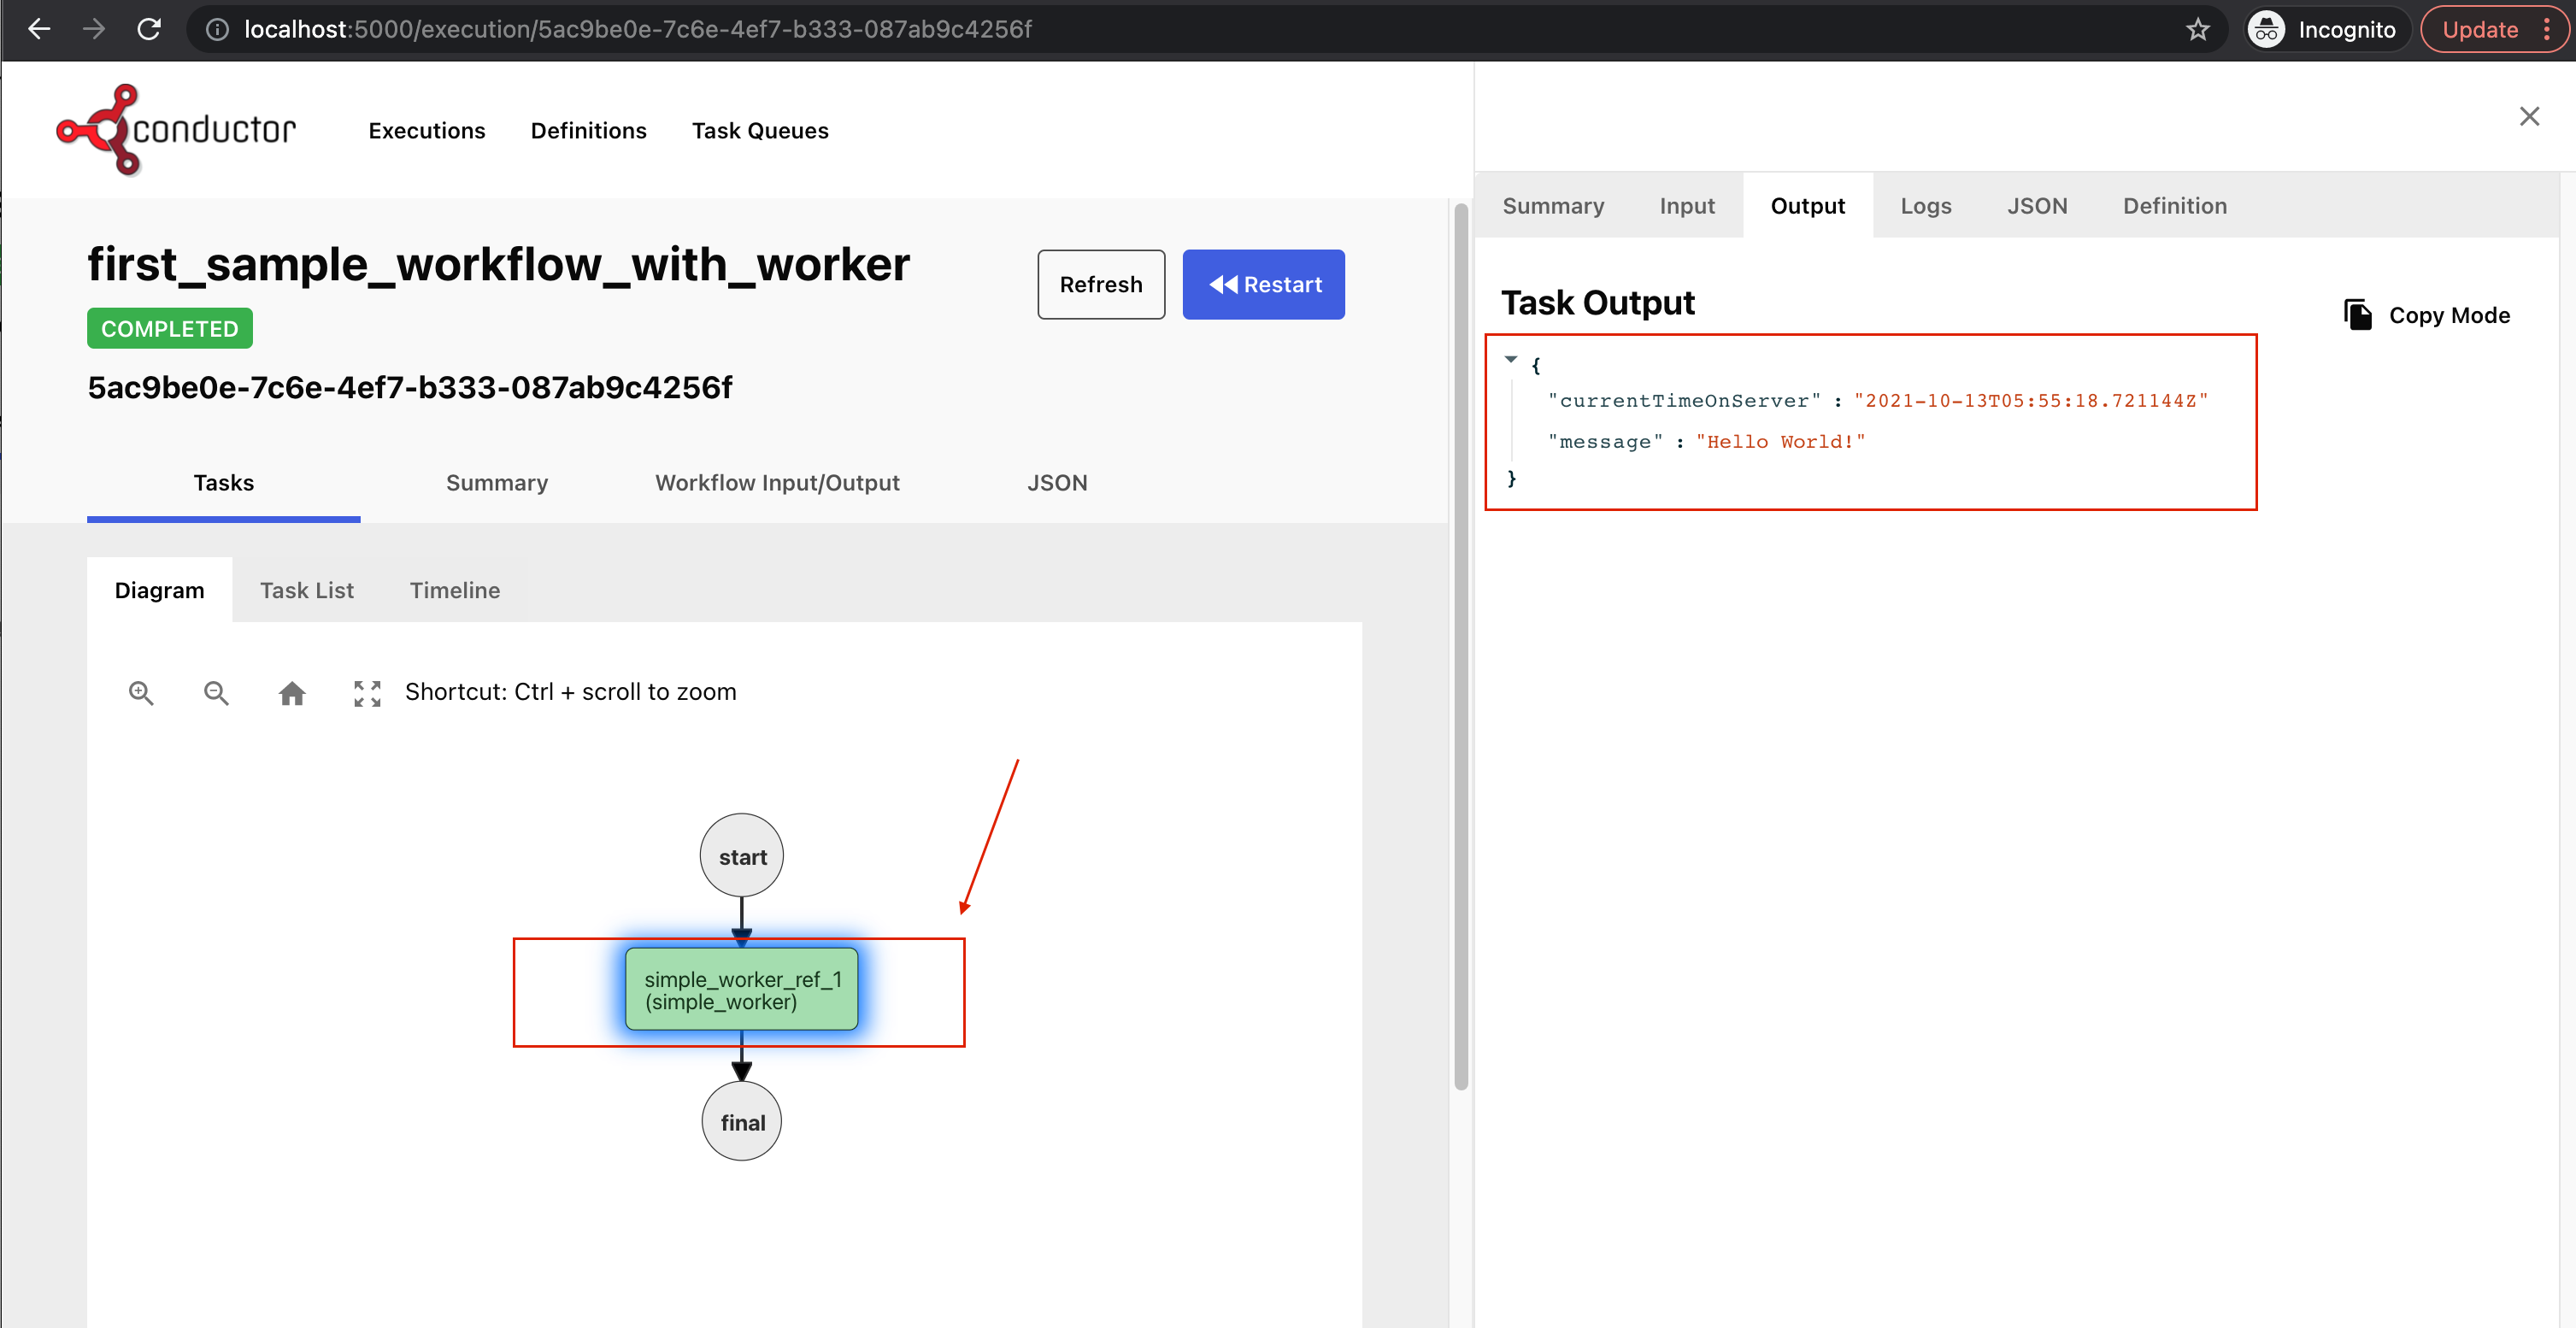 localhost:5000/execution/5ac9be0e-7c6e-4ef7-b333-087ab9c4256f
Incognito
Update
conductor
Executions
Definitions
Task Queues
first_sample_workflow_with_worker
Refresh
Restart
COMPLETED
5ac9be0e-7c6e-4ef7-b333-087ab9c4256f
Tasks
Summary
Workflow Input/Output
JSON
Diagram
Task List
Timeline
Shortcut: Ctrl + scroll to zoom
start
simple_worker_ref_1
(simple_worker)
final
Summary
Input
Output
Logs
JSON
Definition
Task Output
Copy Mode
{
"currentTimeOnServer" : "2021-10-13T05:55:18.721144Z"
"message" : "Hello World!"
}